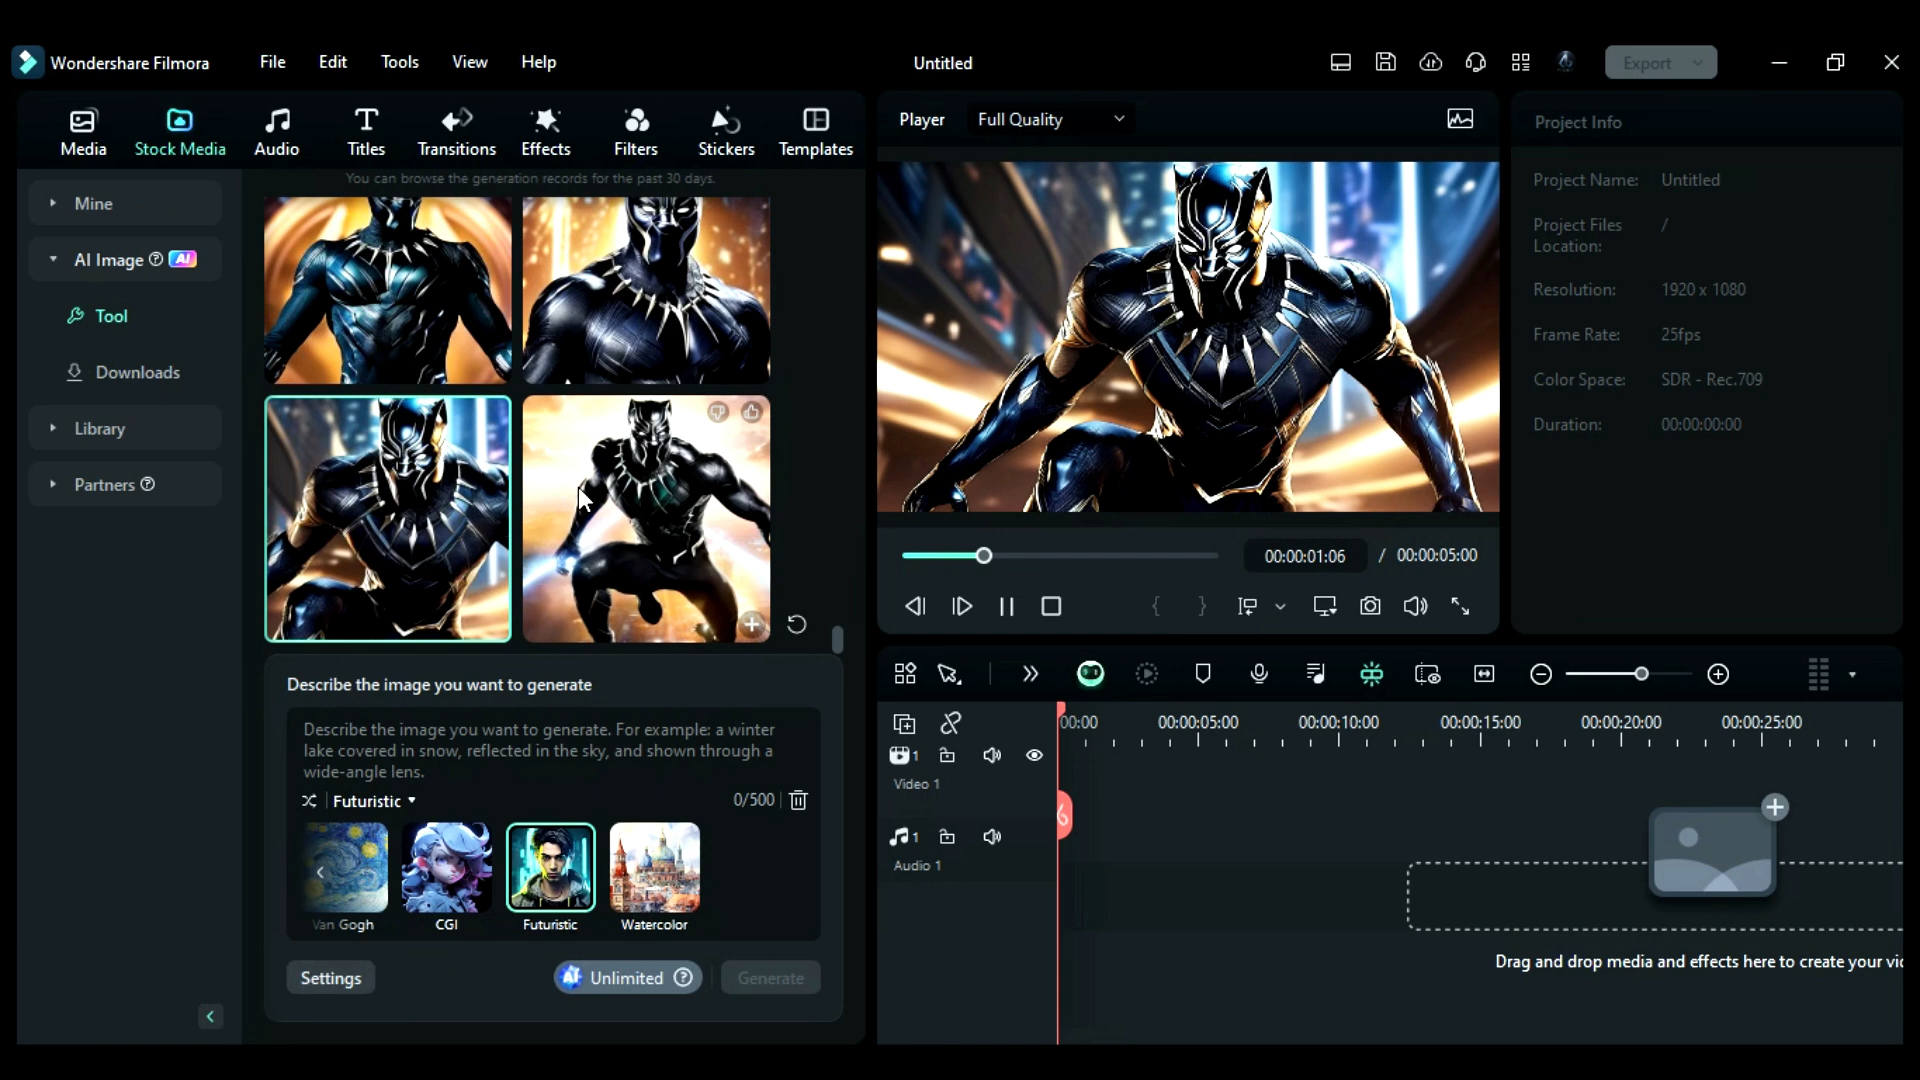 Wondershare Filmora
File
Edit
Tools
View
Help
Untitled
Export
Media
Stock Media
Audio
Titles
Transitions
Effects
Filters
Stickers
Templates
Player
Full Quality
Project Info
You can browse the generation records for the past 30 days.
Mine
AI Image
AI
Tool
Downloads
Library
Partners
Project Name:
Untitled
Project Files
Location:
/
Resolution:
1920 x 1080
Frame Rate:
25fps
Color Space:
SDR - Rec.709
Duration:
00:00:00:00
00:00:01:06
/
00:00:05:00
Describe the image you want to generate
Describe the image you want to generate. For example: a winter
lake covered in snow, reflected in the sky, and shown through a
wide-angle lens.
Futuristic
0/500
Van Gogh
CGI
Futuristic
Watercolor
Settings
AI
Unlimited
Generate
00:00
00:00:05:00
00:00:10:00
00:00:15:00
00:00:20:00
00:00:25:00
1
Video 1
1
Audio 1
Drag and drop media and effects here to create your